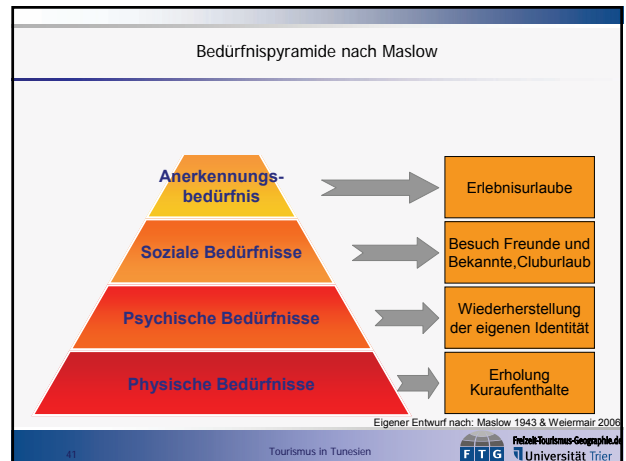 Bedürfnispyramide nach Maslow
Anerkennungs-
bedürfnis
Erlebnisurlaube
Soziale Bedürfnisse
Besuch Freunde und
Bekannte,Cluburlaub
Psychische Bedürfnisse
Wiederherstellung
der eigenen Identität
Physische Bedürfnisse
Erholung
Kuraufenthalte
Eigener Entwurf nach: Maslow 1943 & Weiermair 2006
41
Tourismus in Tunesien
FTG
Freizeit-Tourismus-Geographie.de
Universität Trier